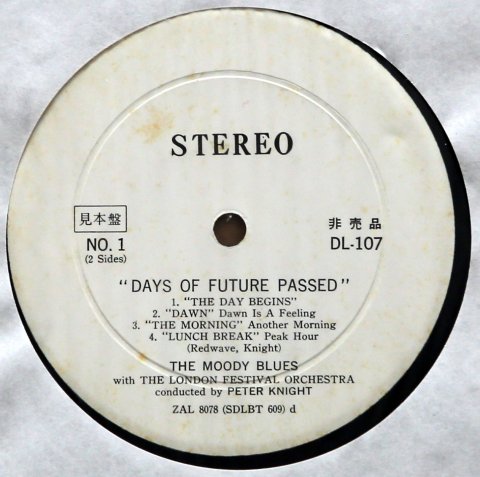 STEREO
見本盤
非売品
NO. 1
DL-107
(2 Sides)
"DAYS OF FUTURE PASSED"
1. "THE DAY BEGINS"
2. "DAWN" Dawn Is A Feeling
3. "THE MORNING" Another Morning
4. "LUNCH BREAK" Peak Hour
(Redwave, Knight)
THE MOODY BLUES
with THE LONDON FESTIVAL ORCHESTRA
conducted by PETER KNIGHT
ZAL 8078 (SDLBT 609) d